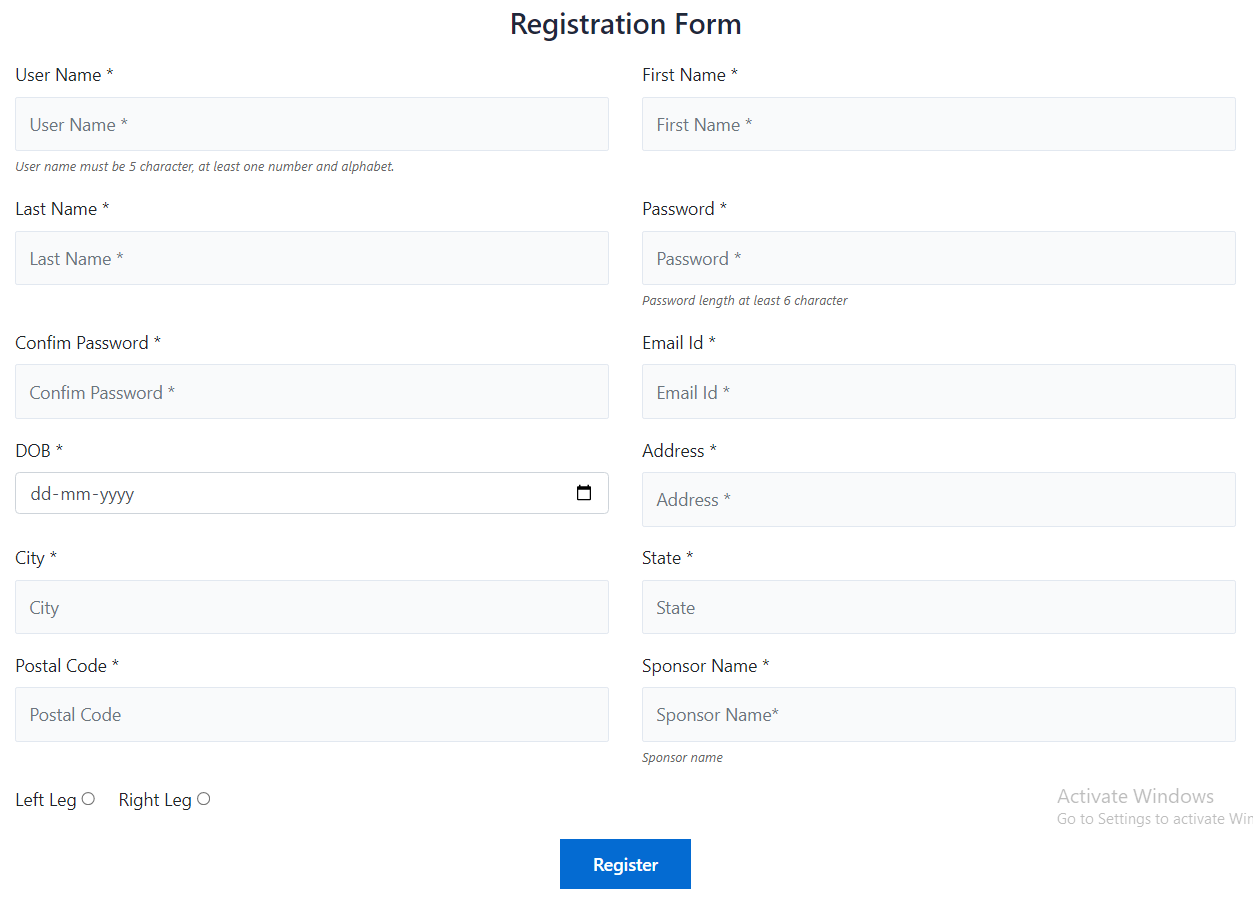 Registration Form
User Name *
First Name *
User Name *
First Name *
User name must be 5 character, at least one number and alphabet.
Last Name *
Password *
Last Name *
Password *
Password length at least 6 character
Confim Password *
Email Id *
Confim Password *
Email Id *
DOB *
Address *
dd-mm-yyyy
Address *
City *
State *
City
State
Postal Code *
Sponsor Name *
Postal Code
Sponsor Name*
Sponsor name
Left Leg
Right Leg
Activate Windows
Go to Settings to activate Win
Register